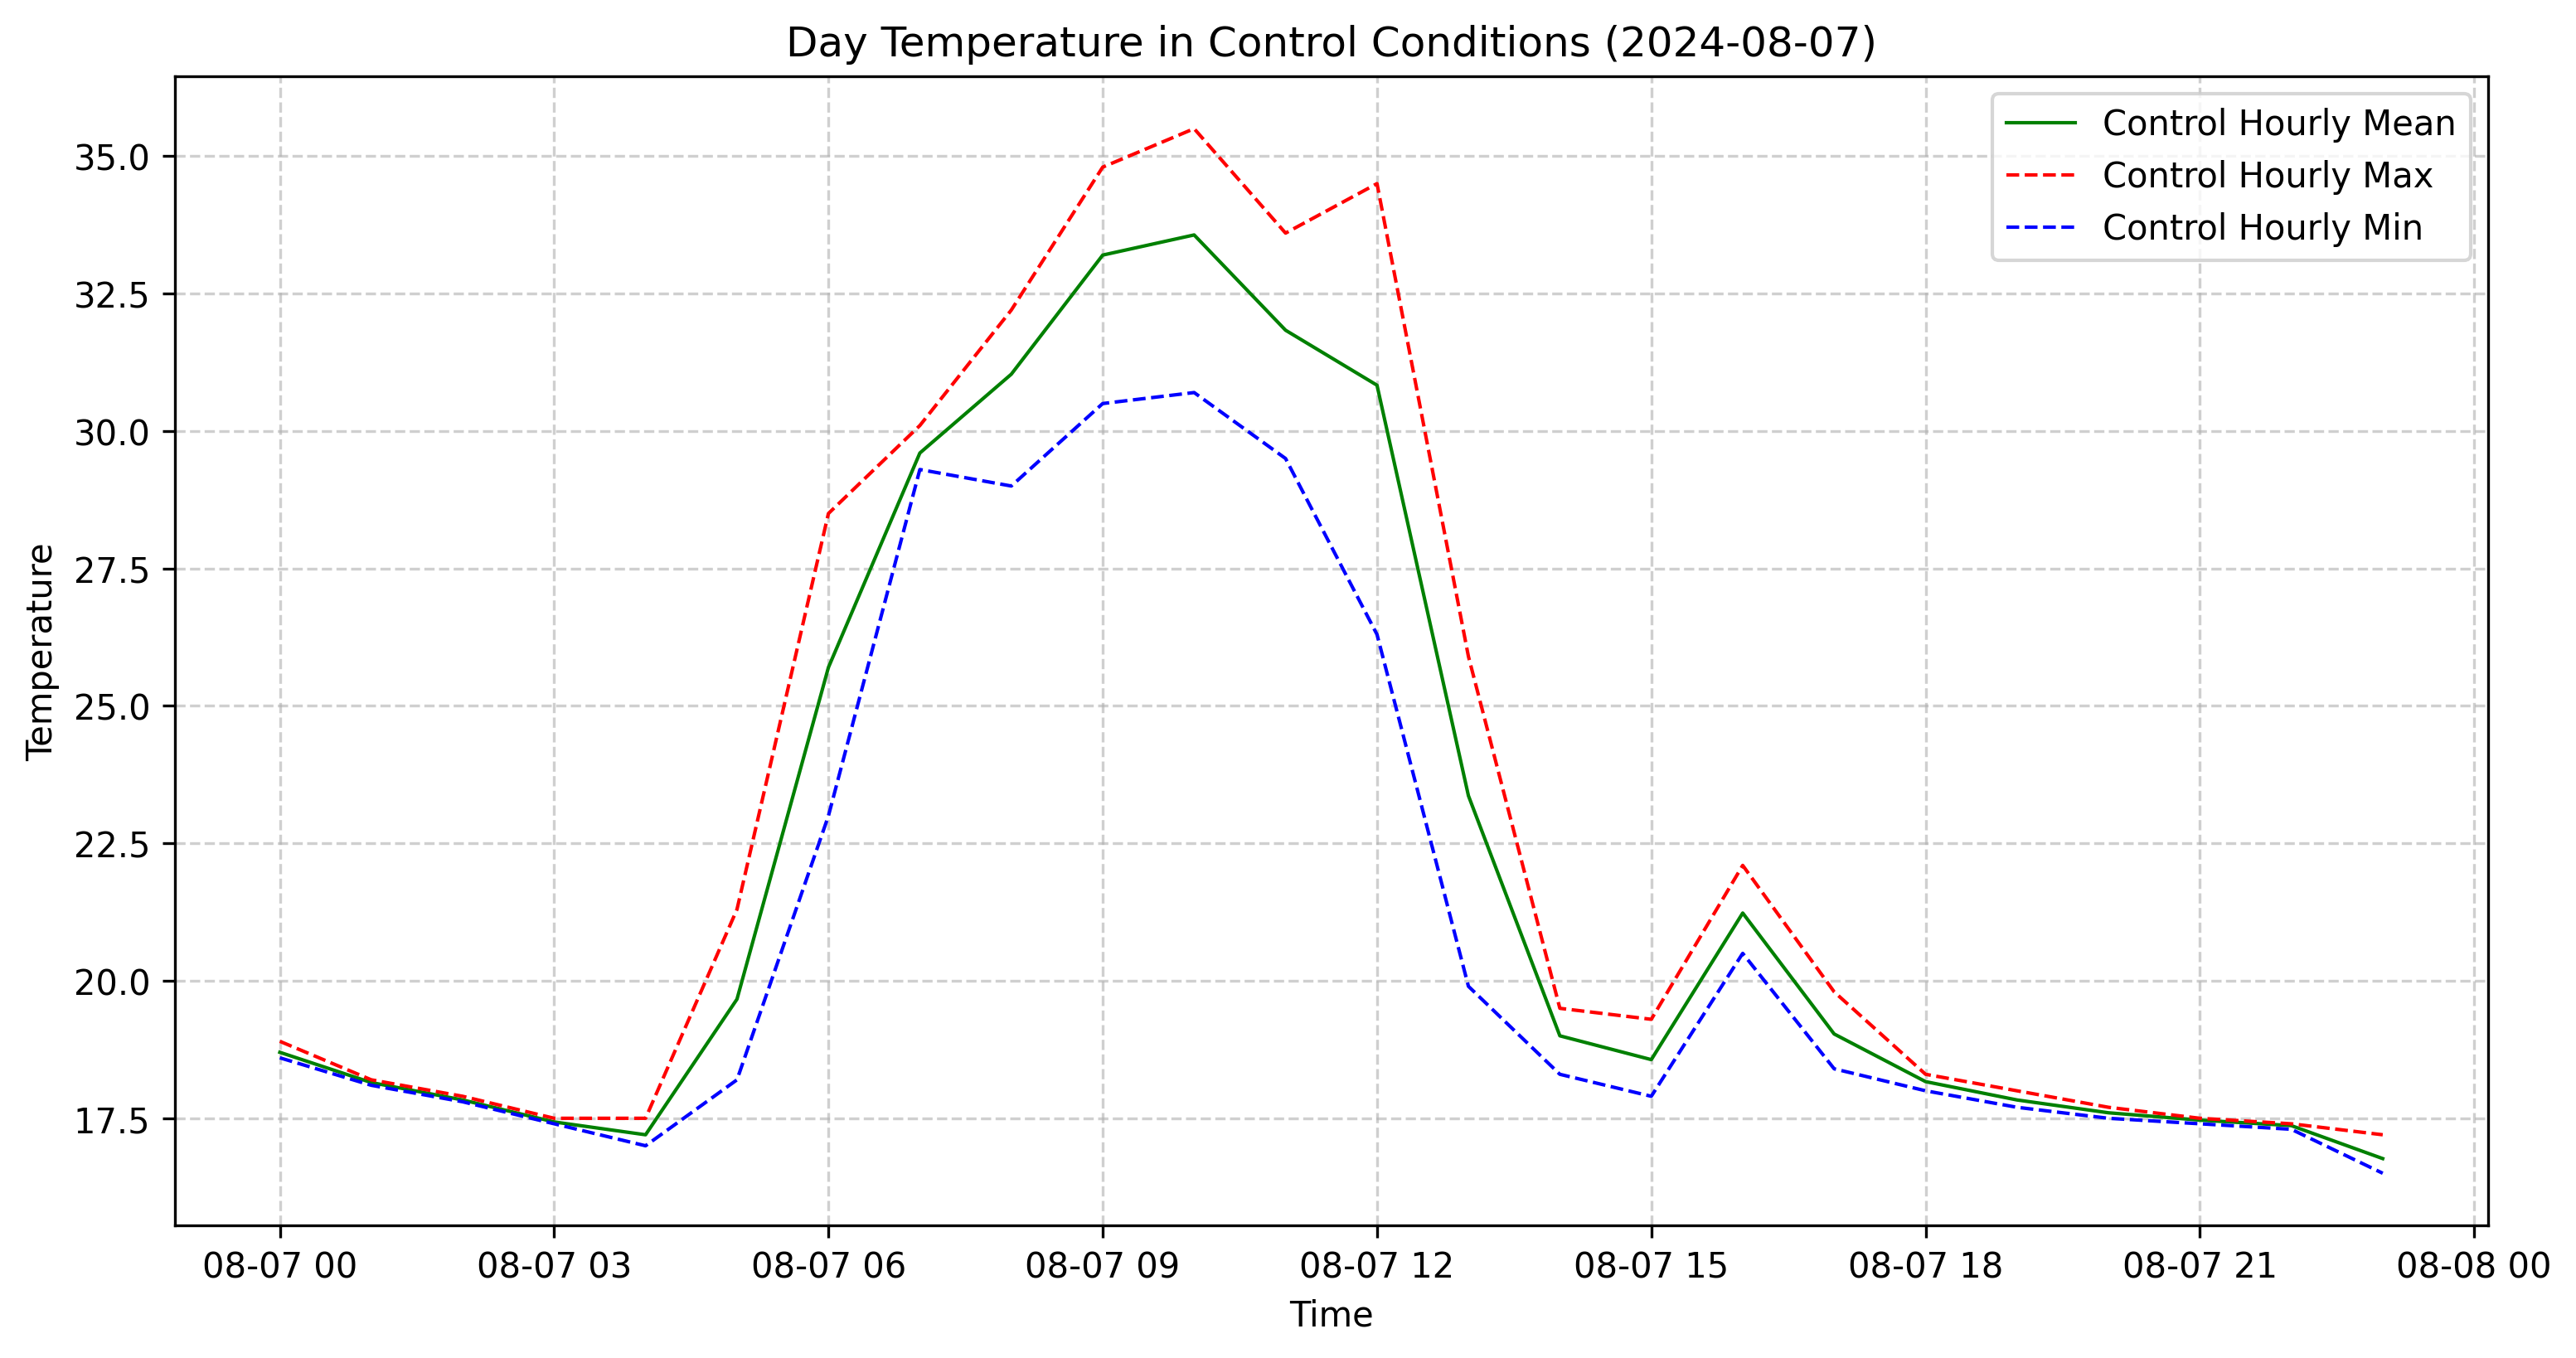 Day Temperature in Control Conditions (2024-08-07)
Control Hourly Mean
Control Hourly Max
Control Hourly Min
35.0
32.5
30.0
27.5
25.0
22.5
20.0
17.5
Temperature
08-07 00 08-07 03 08-07 06 08-07 09 08-07 12 08-07 15 08-07 18 08-07 21 08-08 00
Time